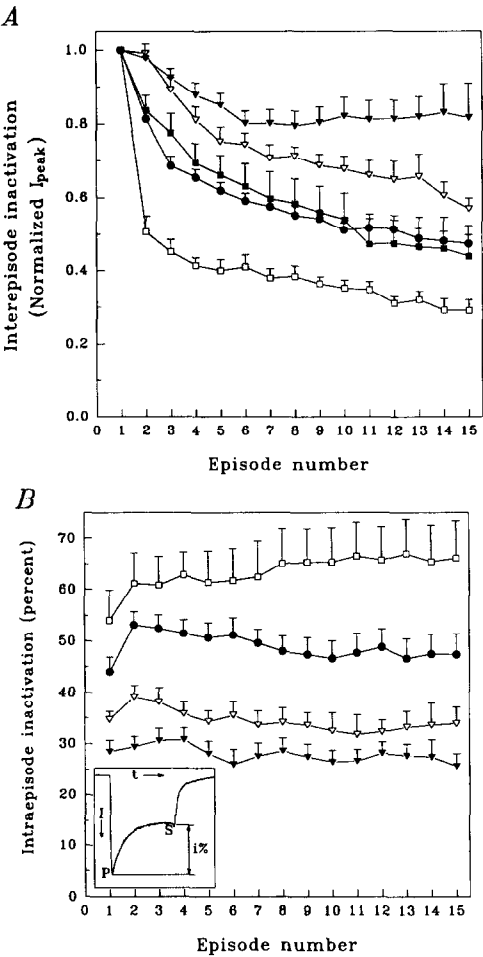 A
Interepisode inactivation
(Normalized Ipeak)
1.0
0.8
0.6
0.4
0.2
0.0
0 1 2 3 4 5 6 7 8 9 10 11 12 13 14 15
Episode number
B
Intraepisode inactivation (percent)
70
60
50
40
30
20
10
0
t
I
P
S
i%
0 1 2 3 4 5 6 7 8 9 10 11 12 13 14 15
Episode number